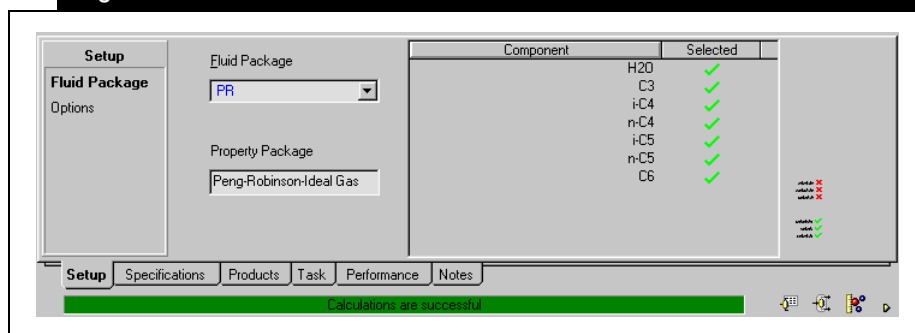 Setup
Fluid Package
Options
Fluid Package
PR
Property Package
Peng-Robinson-Ideal Gas
Component Selected
H2O
C3
i-C4
n-C4
i-C5
n-C5
C6
Setup Specifications Products Task Performance Notes
Calculations are successful